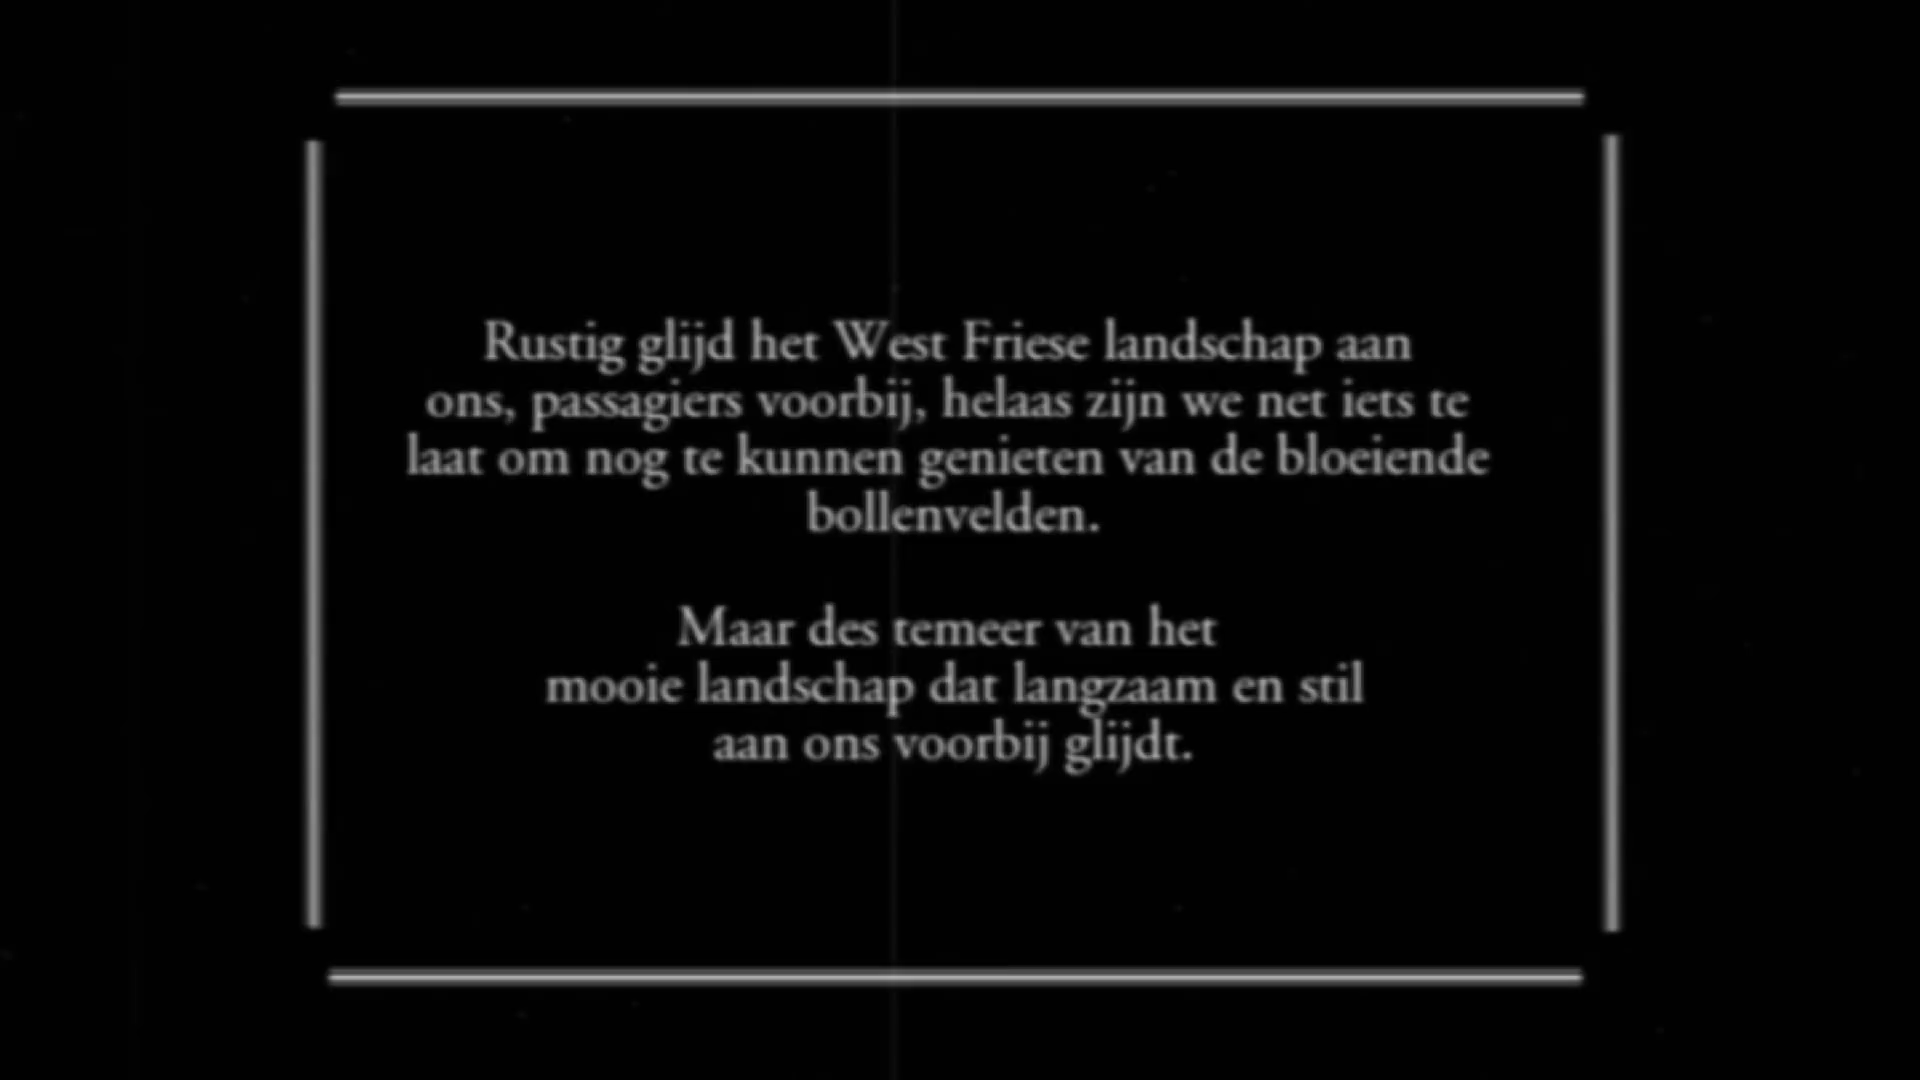 Rustig glijd het West Friese landschap aan
ons, passagiers voorbij, helaas zijn we net iets te
laat om nog te kunnen genieten van de bloeiende
bollenvelden.
Maar des temeer van het
mooie landschap dat langzaam en stil
aan ons voorbij glijdt.